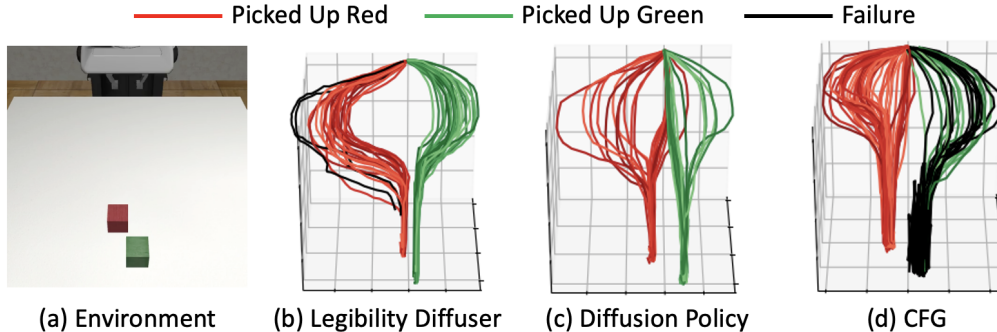 Picked Up Red Picked Up Green Failure
(a) Environment (b) Legibility Diffuser (c) Diffusion Policy (d) CFG